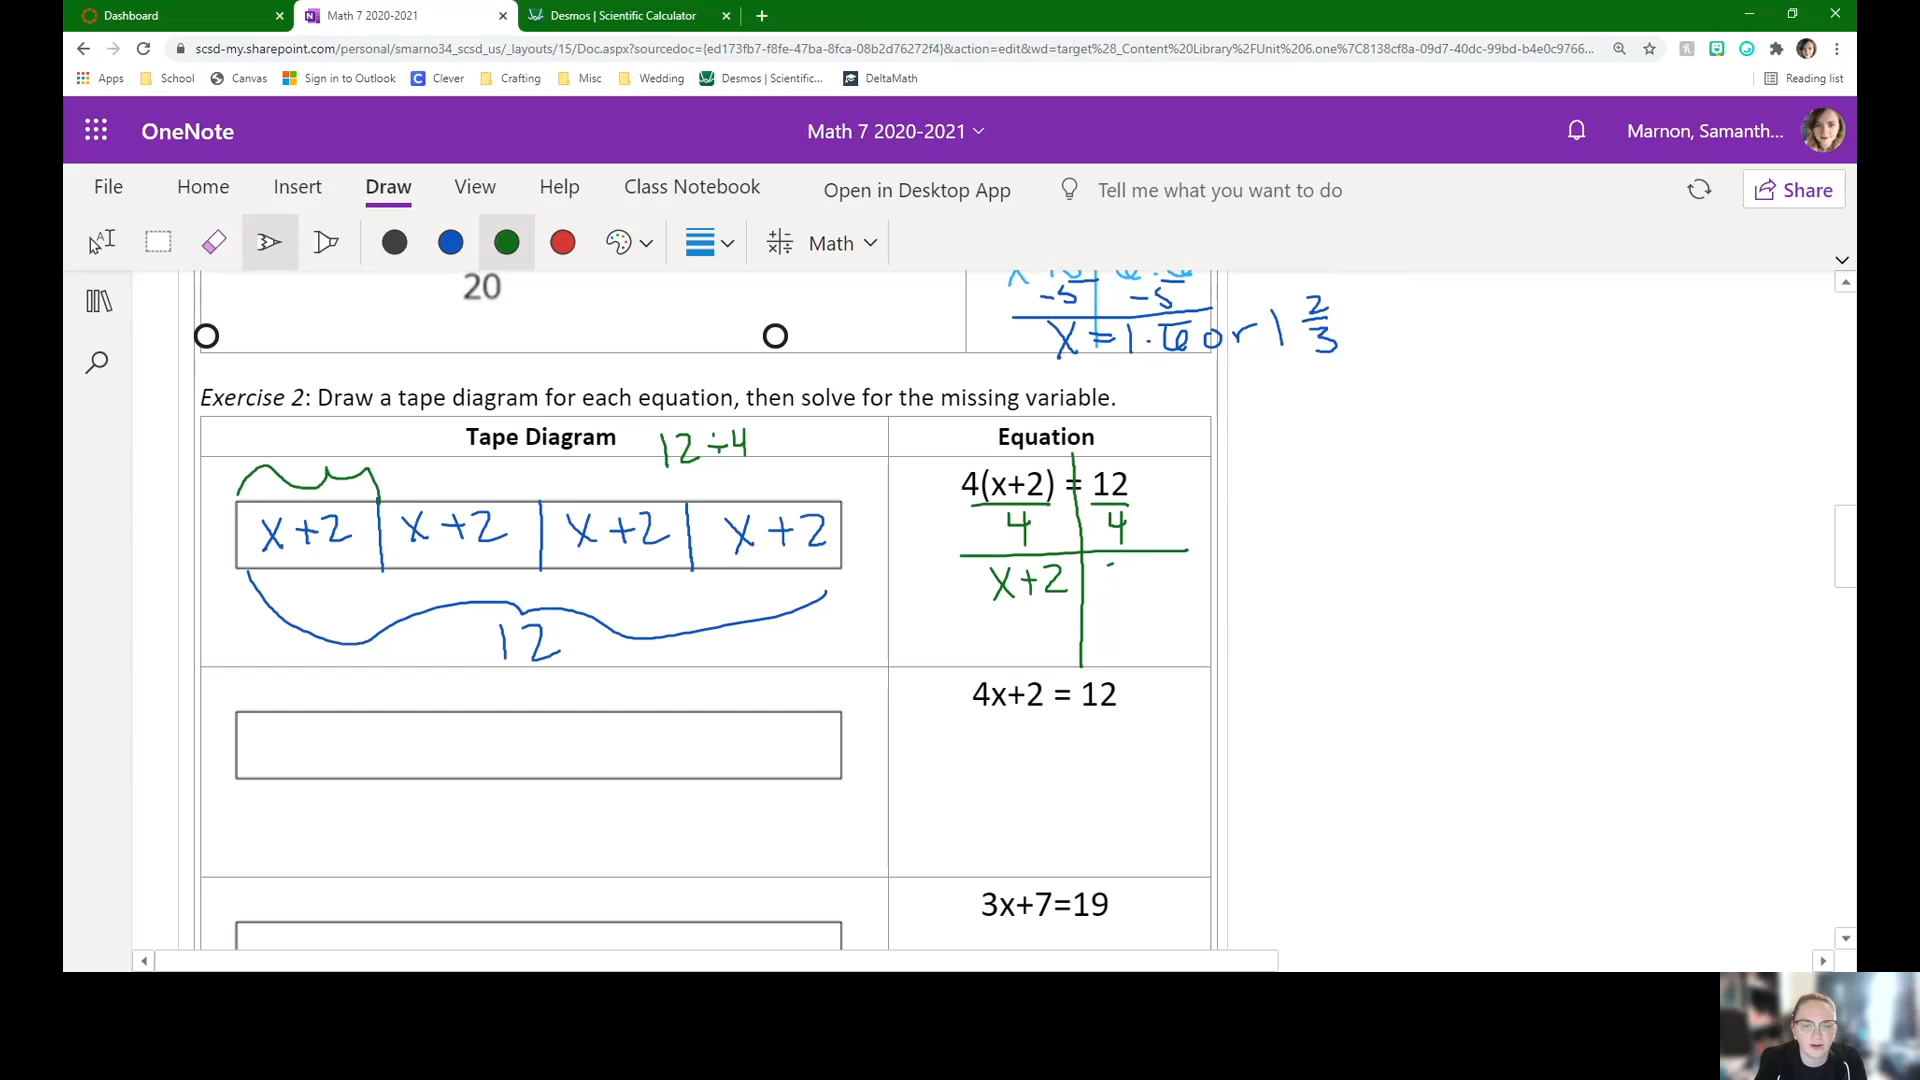 Dashboard
Math 7 2020-2021
Desmos | Scientific Calculator
scsd-my.sharepoint.com/personal/smarno34_scsd_us/_layouts/15/Doc.aspx?sourcedoc={ed173fb7-f8fe-47ba-8fca-08b2d76272f4}&action=edit&wd=target%28_Content%20Library%2FUnit%206.one%7C8138cf8a-09d7-40dc-99bd-b4e0c9766...
Apps School Canvas Sign in to Outlook Clever Crafting Misc Wedding Desmos | Scientific... DeltaMath Reading list
OneNote Math 7 2020-2021 Marnon, Samanth...
File Home Insert Draw View Help Class Notebook Open in Desktop App Tell me what you want to do Share
Math
20
-5 -5
x = 1.6̅ or 1 2/3
Exercise 2: Draw a tape diagram for each equation, then solve for the missing variable.
Tape Diagram 12÷4 Equation
4(x+2) = 12
4 4
x+2 x+2 x+2 x+2
x+2
12
4x+2 = 12
3x+7=19